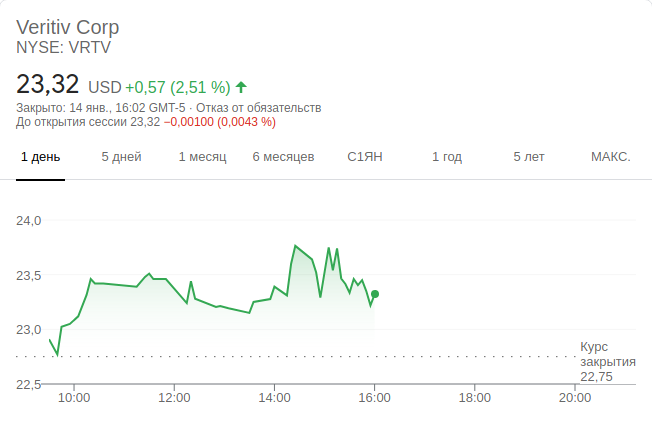 Veritiv Corp
NYSE: VRTV
23,32 USD +0,57 (2,51 %)
Закрыто: 14 янв., 16:02 GMT-5 · Отказ от обязательств
До открытия сессии 23,32 −0,00100 (0,0043 %)
1 день 5 дней 1 месяц 6 месяцев С1ЯН 1 год 5 лет МАКС.
24,0
23,5
23,0
Курс
закрытия
22,75
22,5
10:00 12:00 14:00 16:00 18:00 20:00